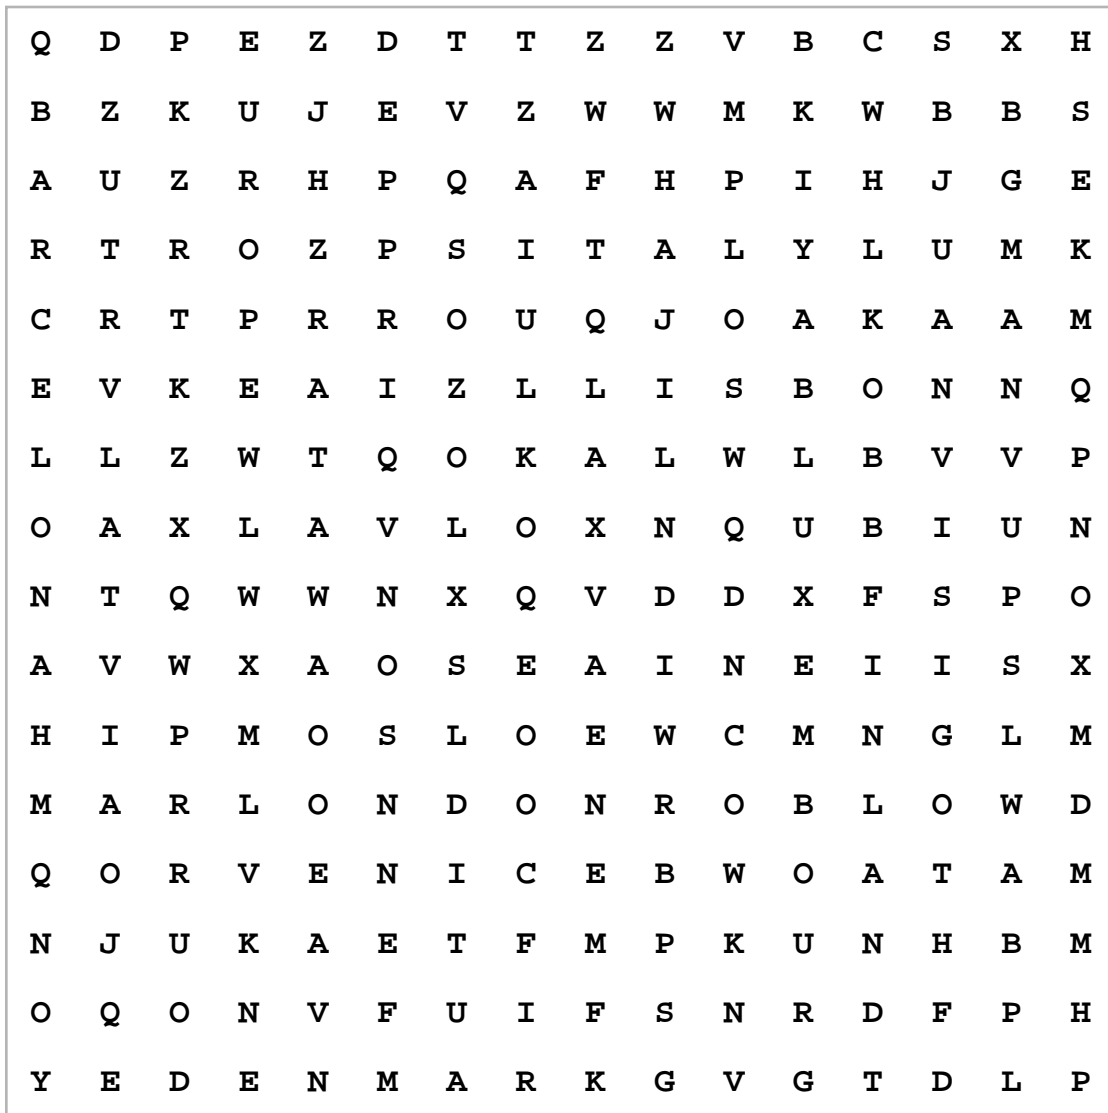 Q D P E Z D T T Z Z V B C S X H
B Z K U J E V Z W W M K W B B S
A U Z R H P Q A F H P I H J G E
R T R O Z P S I T A L Y L U M K
C R T P R R O U Q J O A K A A M
E V K E A I Z L L I S B O N N Q
L L Z W T Q O K A L W L B V V P
O A X L A V L O X N Q U B I U N
N T Q W W N X Q V D D X F S P O
A V W X A O S E A I N E I I S X
H I P M O S L O E W C M N G L M
M A R L O N D O N R O B L O W D
Q O R V E N I C E B W O A T A M
N J U K A E T F M P K U N H B M
O Q O N V F U I F S N R D F P H
Y E D E N M A R K G V G T D L P